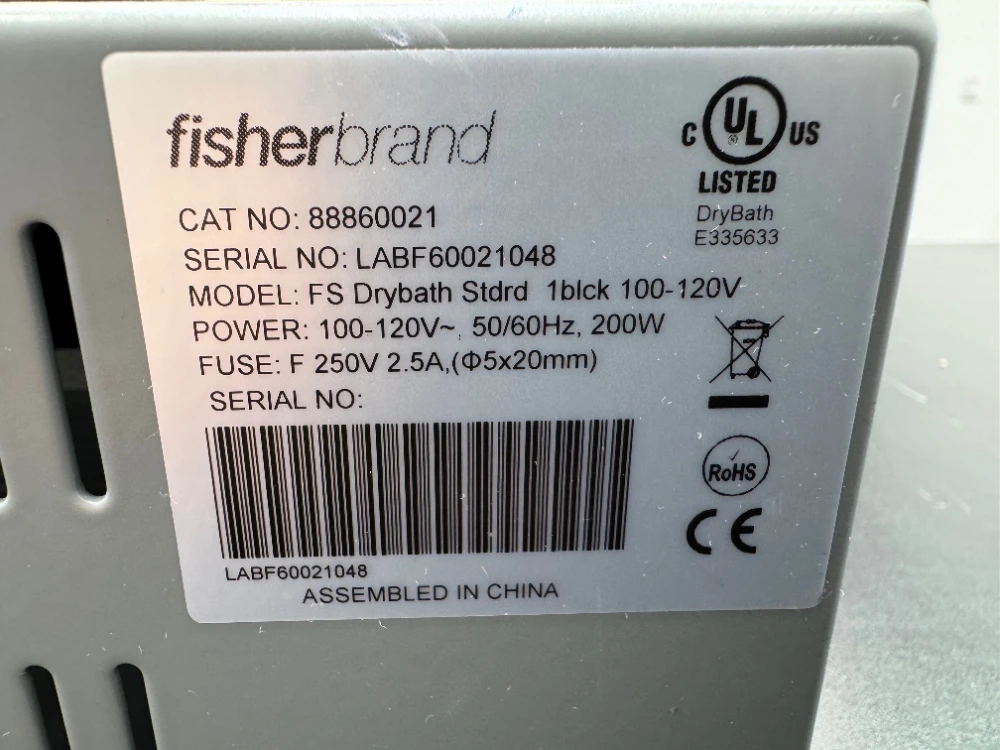 fisherbrand
C UL US
®
LISTED
DryBath
E335633
CAT NO: 88860021
SERIAL NO: LABF60021048
MODEL: FS Drybath Stdrd 1blck 100-120V
POWER: 100-120V~, 50/60Hz, 200W
FUSE: F 250V 2.5A,(Φ5x20mm)
SERIAL NO:
RoHS
CE
LABF60021048
ASSEMBLED IN CHINA